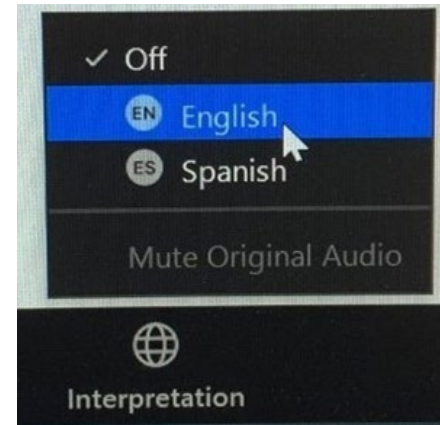 Off
EN English
ES Spanish
Mute Original Audio
Interpretation